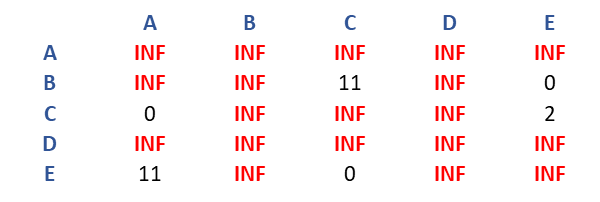 A B C D E
A INF INF INF INF INF
B INF INF 11 INF 0
C 0 INF INF INF 2
D INF INF INF INF INF
E 11 INF 0 INF INF